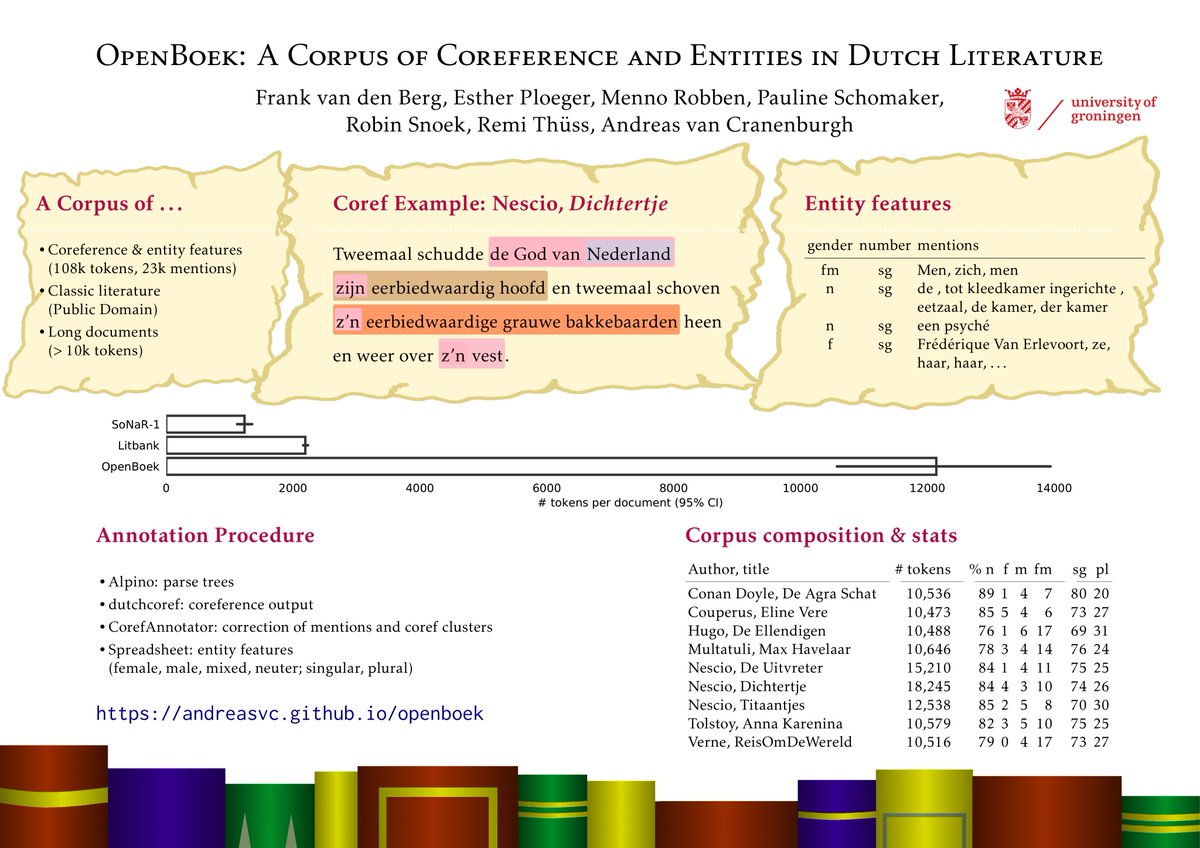 OpenBoek: A Corpus of Coreference and Entities in Dutch Literature
Frank van den Berg, Esther Ploeger, Menno Robben, Pauline Schomaker,
Robin Snoek, Remi Thüss, Andreas van Cranenburgh
university of
groningen
A Corpus of ...
• Coreference & entity features
(108k tokens, 23k mentions)
• Classic literature
(Public Domain)
• Long documents
(> 10k tokens)
Coref Example: Nescio, Dichtertje
Tweemaal schudde de God van Nederland
zijn eerbiedwaardig hoofd en tweemaal schoven
z’n eerbiedwaardige grauwe bakkebaarden heen
en weer over z’n vest.
Entity features
gender number mentions
fm sg Men, zich, men
n sg de , tot kleedkamer ingerichte ,
eetzaal, de kamer, der kamer
n sg een psyché
f sg Frédérique Van Erlevoort, ze,
haar, haar, ...
SoNaR-1
Litbank
OpenBoek
0 2000 4000 6000 8000 10000 12000 14000
# tokens per document (95% CI)
Annotation Procedure
• Alpino: parse trees
• dutchcoref: coreference output
• CorefAnnotator: correction of mentions and coref clusters
• Spreadsheet: entity features
(female, male, mixed, neuter; singular, plural)
https://andreasvc.github.io/openboek
Corpus composition & stats
Author, title # tokens % n f m fm sg pl
Conan Doyle, De Agra Schat 10,536 89 1 4 7 80 20
Couperus, Eline Vere 10,473 85 5 4 6 73 27
Hugo, De Ellendigen 10,488 76 1 6 17 69 31
Multatuli, Max Havelaar 10,646 78 3 4 14 76 24
Nescio, De Uitvreter 15,210 84 1 4 11 75 25
Nescio, Dichtertje 18,245 84 4 3 10 74 26
Nescio, Titaantjes 12,538 85 2 5 8 70 30
Tolstoy, Anna Karenina 10,579 82 3 5 10 75 25
Verne, ReisOmDeWereld 10,516 79 0 4 17 73 27